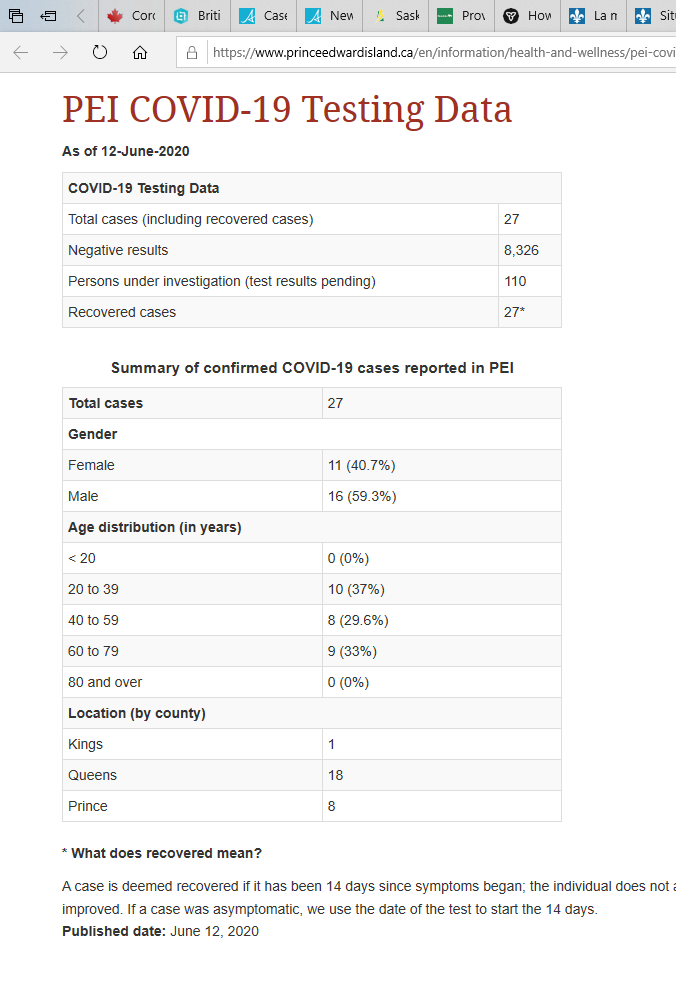 Corc
Briti
Case
New
Sask
Prov
How
La n
Situ
https://www.princeedwardisland.ca/en/information/health-and-wellness/pei-covi
PEI COVID-19 Testing Data
As of 12-June-2020
COVID-19 Testing Data
Total cases (including recovered cases) 27
Negative results 8,326
Persons under investigation (test results pending) 110
Recovered cases 27*
Summary of confirmed COVID-19 cases reported in PEI
Total cases 27
Gender
Female 11 (40.7%)
Male 16 (59.3%)
Age distribution (in years)
< 20 0 (0%)
20 to 39 10 (37%)
40 to 59 8 (29.6%)
60 to 79 9 (33%)
80 and over 0 (0%)
Location (by county)
Kings 1
Queens 18
Prince 8
* What does recovered mean?
A case is deemed recovered if it has been 14 days since symptoms began; the individual does not
improved. If a case was asymptomatic, we use the date of the test to start the 14 days.
Published date: June 12, 2020